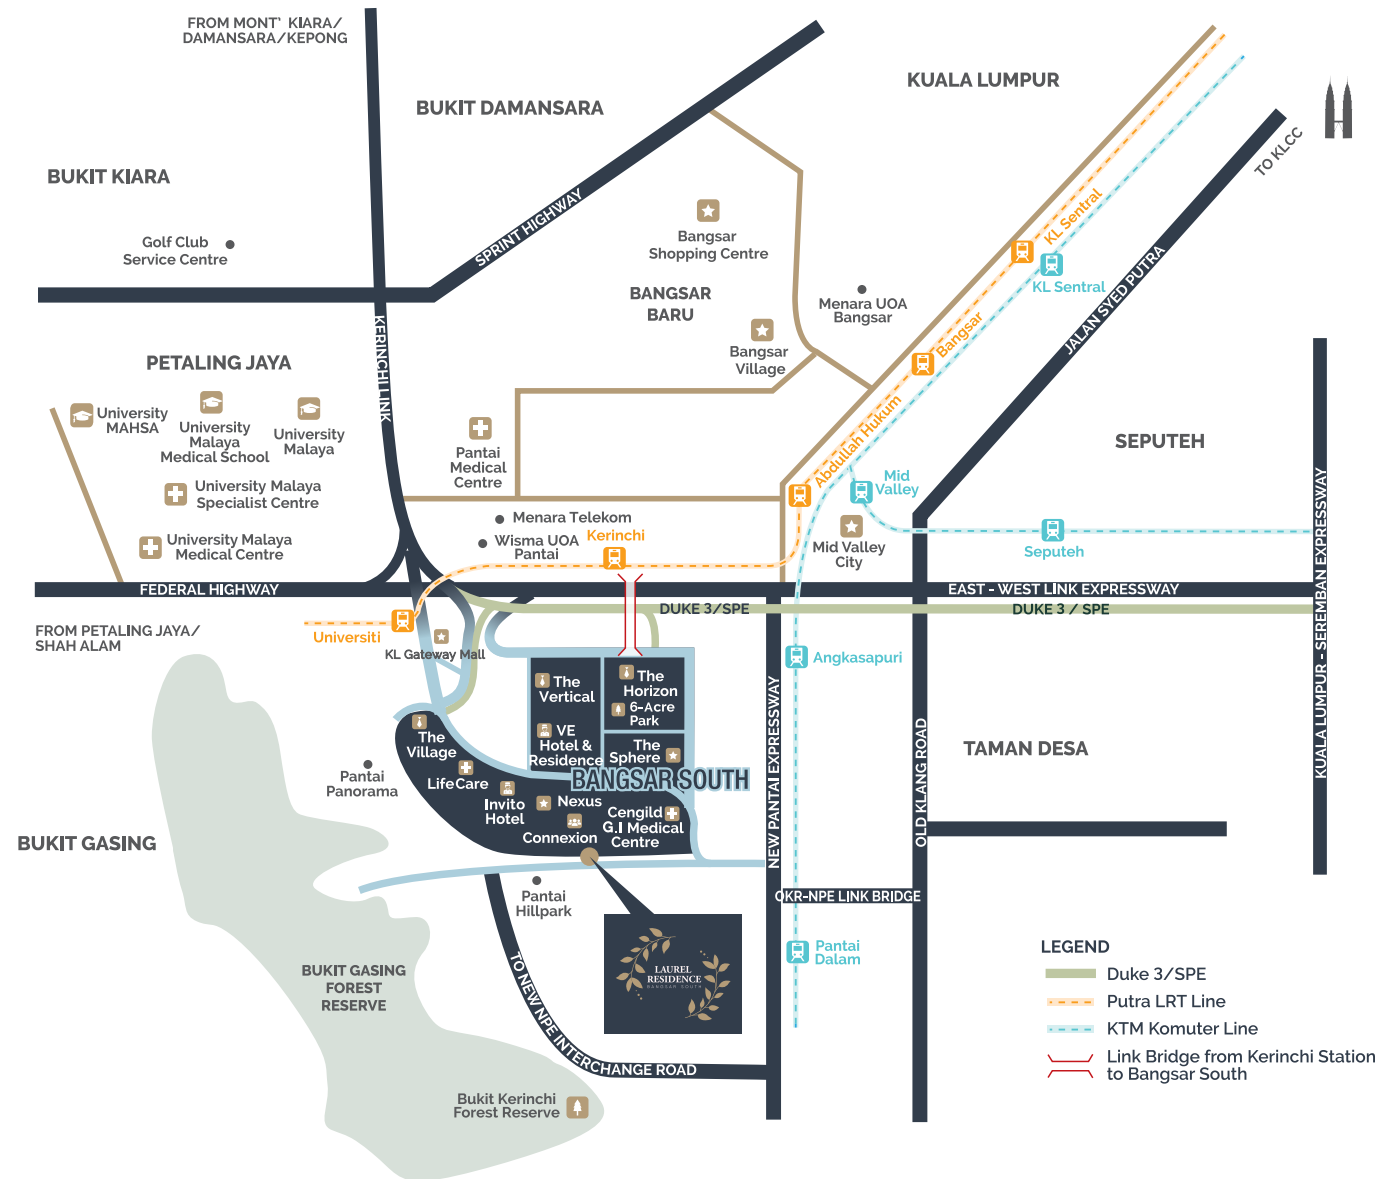 FROM MONT' KIARA/
DAMANSARA/KEPONG
BUKIT DAMANSARA
KUALA LUMPUR
TO KLCC
BUKIT KIARA
Golf Club
Service Centre
SPRINT HIGHWAY
Bangsar
Shopping Centre
BANGSAR
BARU
Menara UOA
Bangsar
Bangsar
Village
KL Sentral
KL Sentral
JALAN SYED PUTRA
Bangsar
Abdullah Hukum
KERINCHI LINK
PETALING JAYA
University
MAHSA
University
Malaya
Medical School
University
Malaya
University Malaya
Specialist Centre
University Malaya
Medical Centre
Pantai
Medical
Centre
Menara Telekom
Wisma UOA
Pantai
Kerinchi
Mid
Valley
Mid Valley
City
SEPUTEH
Seputeh
KUALA LUMPUR - SEREMBAN EXPRESSWAY
FEDERAL HIGHWAY
EAST - WEST LINK EXPRESSWAY
DUKE 3/SPE
DUKE 3 / SPE
FROM PETALING JAYA/
SHAH ALAM
Universiti
KL Gateway Mall
Angkasapuri
The
Vertical
The
Horizon
6-Acre
Park
VE
Hotel &
Residence
The
Sphere
BANGSAR SOUTH
The
Village
LifeCare
Invito
Hotel
Nexus
Connexion
Cengild
G.I Medical
Centre
Pantai
Panorama
NEW PANTAI EXPRESSWAY
OLD KLANG ROAD
TAMAN DESA
BUKIT GASING
Pantai
Hillpark
OKR-NPE LINK BRIDGE
Pantai
Dalam
BUKIT GASING
FOREST
RESERVE
LAUREL
RESIDENCE
BANGSAR SOUTH
TO NEW NPE INTERCHANGE ROAD
Bukit Kerinchi
Forest Reserve
LEGEND
Duke 3/SPE
Putra LRT Line
KTM Komuter Line
Link Bridge from Kerinchi Station
to Bangsar South